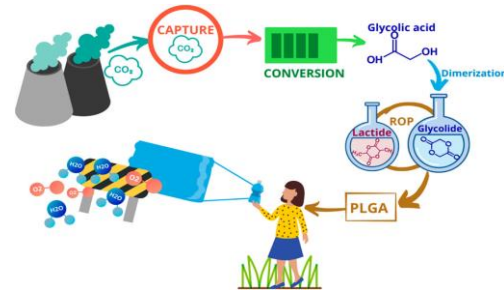 CAPTURE
CO₂
CO₂
CONVERSION
Glycolic acid
O
OH
OH
Dimerization
ROP
Lactide
Glycolide
O
O
O
O
PLGA
H2O
H2O
H2O
O2
O2
O2
H2O
H2O
H2O